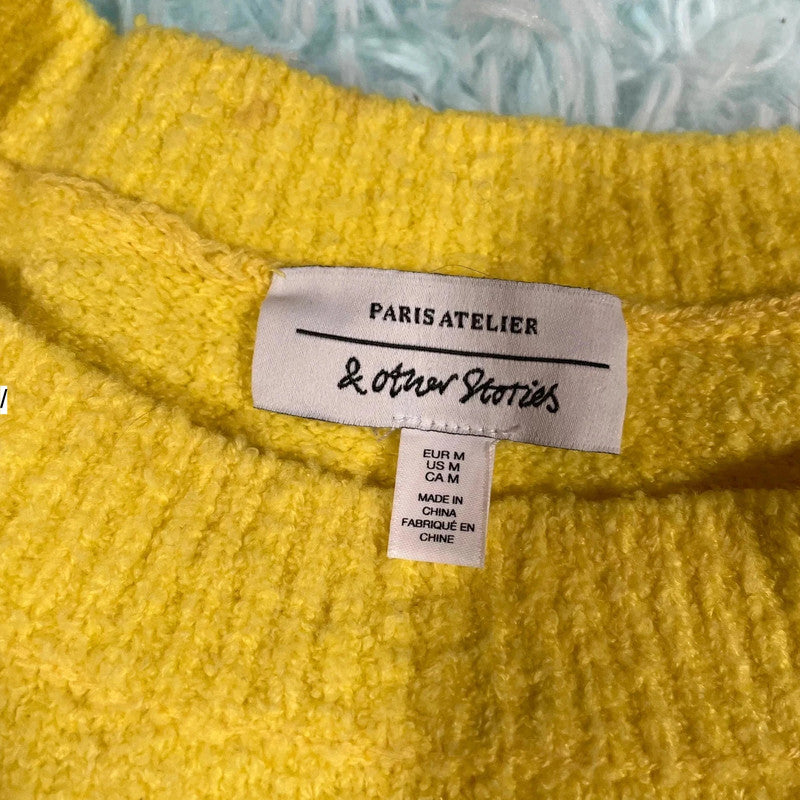 PARIS ATELIER
& other Stories
EUR M
US M
CA M
MADE IN
CHINA
FABRIQUÉ EN
CHINE
/